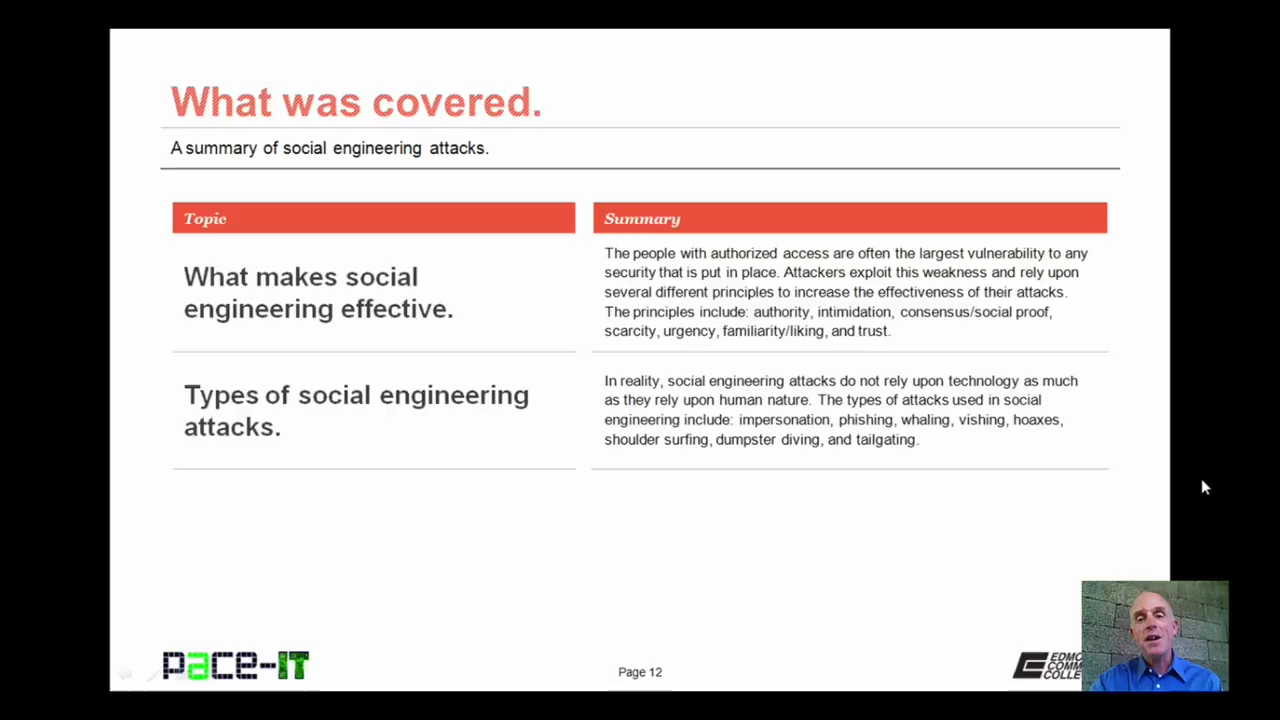 What was covered.
A summary of social engineering attacks.
Topic
Summary
What makes social
engineering effective.
The people with authorized access are often the largest vulnerability to any
security that is put in place. Attackers exploit this weakness and rely upon
several different principles to increase the effectiveness of their attacks.
The principles include: authority, intimidation, consensus/social proof,
scarcity, urgency, familiarity/liking, and trust.
Types of social engineering
attacks.
In reality, social engineering attacks do not rely upon technology as much
as they rely upon human nature. The types of attacks used in social
engineering include: impersonation, phishing, whaling, vishing, hoaxes,
shoulder surfing, dumpster diving, and tailgating.
pace-IT
Page 12